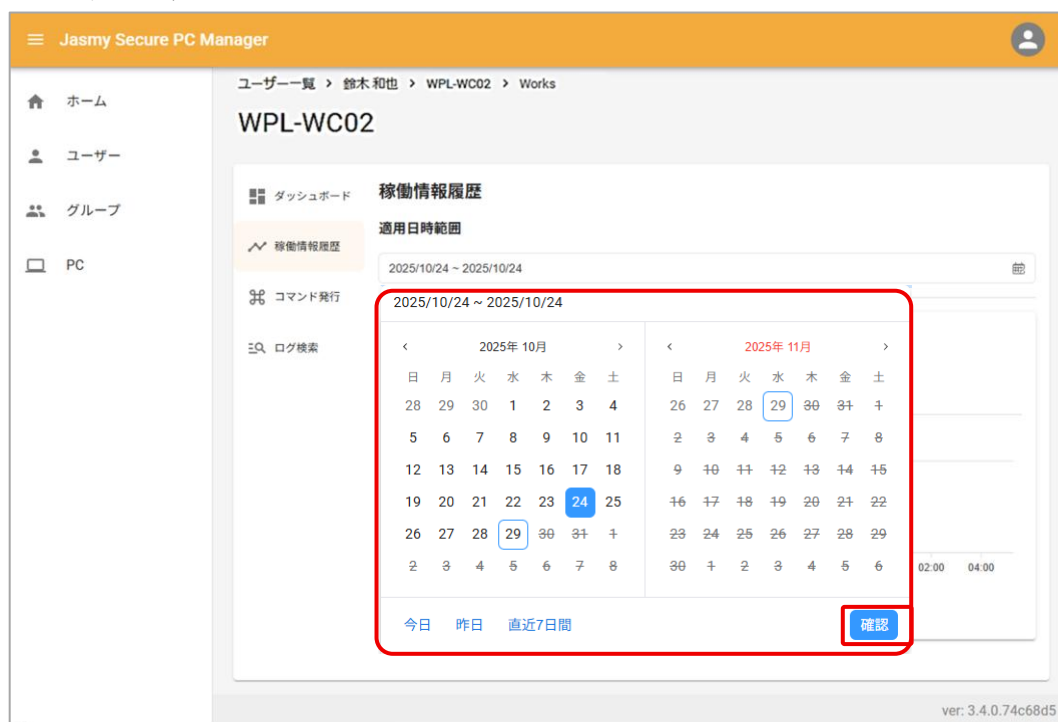 Jasmy Secure PC Manager
ホーム
ユーザー
グループ
PC
ユーザー一覧 > 鈴木 和也 > WPL-WC02 > Works
WPL-WC02
ダッシュボード
稼働情報履歴
コマンド発行
ログ検索
稼働情報履歴
適用日時範囲
2025/10/24 ~ 2025/10/24
2025/10/24 ~ 2025/10/24
‹ 2025年 10月 ›
日 月 火 水 木 金 土
28 29 30 1 2 3 4
5 6 7 8 9 10 11
12 13 14 15 16 17 18
19 20 21 22 23 24 25
26 27 28 29 30 31 1
2 3 4 5 6 7 8
‹ 2025年 11月 ›
日 月 火 水 木 金 土
26 27 28 29 30 31 1
2 3 4 5 6 7 8
9 10 11 12 13 14 15
16 17 18 19 20 21 22
23 24 25 26 27 28 29
30 1 2 3 4 5 6
今日 昨日 直近7日間
確認
02:00 04:00
ver: 3.4.0.74c68d5